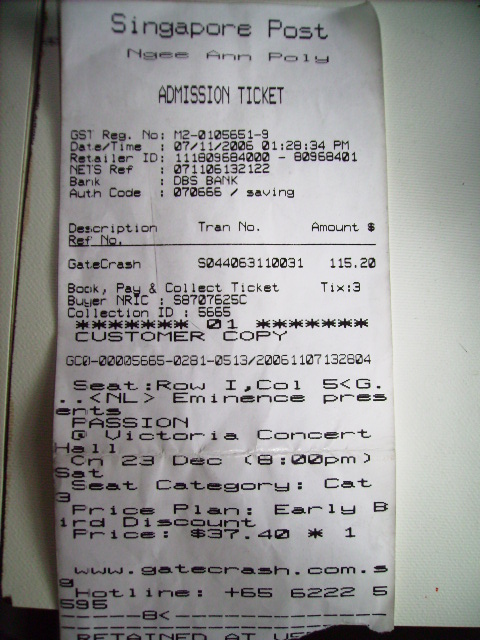 Singapore Post
Ngee Ann Poly
ADMISSION TICKET
GST Reg. No: M2-0105651-9
Date/Time : 07/11/2006 01:28:34 PM
Retailer ID: 111809684000 - 80968401
NETS Ref : 071106132122
Bank : DBS BANK
Auth Code : 070666 / saving
Description Tran No. Amount $
Ref No.
GateCrash S044063110031 115.20
Book, Pay & Collect Ticket Tix:3
Buyer NRIC : S8707625C
Collection ID : 5665
******* 01 *******
CUSTOMER COPY
GC0-00005665-0281-0513/20061107132804
Seat:Row I,Col 5<G.
..<NL> Eminence pres
ents
PASSION
@ Victoria Concert
Hall
On 23 Dec (8:00pm)
Sat
Seat Category: Cat
3
Price Plan: Early B
ird Discount
Price: $37.40 * 1
www.gatecrash.com.s
g
Hotline: +65 6222 5
595
------8<------------
RETAINED AT